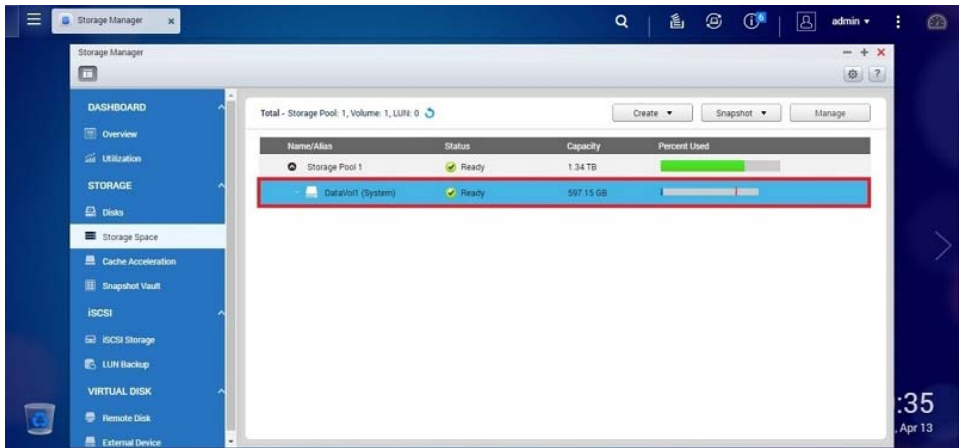 Storage Manager x
admin
Storage Manager
DASHBOARD
Overview
Utilization
STORAGE
Disks
Storage Space
Cache Acceleration
Snapshot Vault
iSCSI
iSCSI Storage
LUN Backup
VIRTUAL DISK
Remote Disk
External Device
Total - Storage Pool: 1, Volume: 1, LUN: 0
Create Snapshot Manage
Name/Alias Status Capacity Percent Used
Storage Pool 1 Ready 1.34 TB
DataVol1 (System) Ready 597.15 GB
:35
, Apr 13